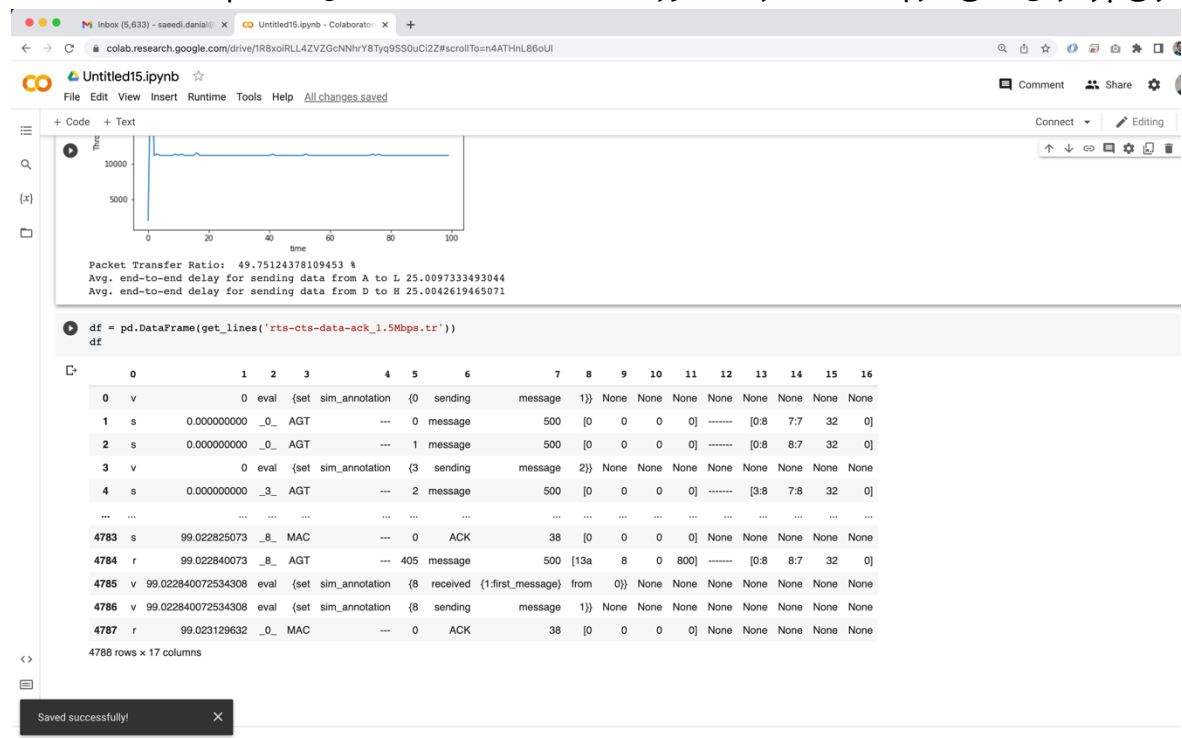 Inbox (5,633) - saeedi.danial@ × Untitled15.ipynb - Colaboratory × +
colab.research.google.com/drive/1R8xoiRLL4ZVZGcNNhrY8Tyq9SS0uCi2Z#scrollTo=n4ATHnL86oUl
Untitled15.ipynb
Comment Share
File Edit View Insert Runtime Tools Help All changes saved
+ Code + Text
Connect Editing
10000
5000
0 20 40 60 80 100
time
Packet Transfer Ratio: 49.75124378109453 %
Avg. end-to-end delay for sending data from A to L 25.0097333493044
Avg. end-to-end delay for sending data from D to H 25.0042619465071
df = pd.DataFrame(get_lines('rts-cts-data-ack_1.5Mbps.tr'))
df
0 1 2 3 4 5 6 7 8 9 10 11 12 13 14 15 16
0 v 0 eval {set sim_annotation {0 sending message 1}} None None None None None None None None
1 s 0.000000000 _0_ AGT --- 0 message 500 [0 0 0 0] ------- [0:8 7:7 32 0]
2 s 0.000000000 _0_ AGT --- 1 message 500 [0 0 0 0] ------- [0:8 8:7 32 0]
3 v 0 eval {set sim_annotation {3 sending message 2}} None None None None None None None None
4 s 0.000000000 _3_ AGT --- 2 message 500 [0 0 0 0] ------- [3:8 7:8 32 0]
... ... ... ... ... ... ... ... ... ... ... ... ... ... ... ... ... ...
4783 s 99.022825073 _8_ MAC --- 0 ACK 38 [0 0 0 0] None None None None None
4784 r 99.022840073 _8_ AGT --- 405 message 500 [13a 8 0 800] ------- [0:8 8:7 32 0]
4785 v 99.022840072534308 eval {set sim_annotation {8 received {1:first_message} from 0}} None None None None None None None
4786 v 99.022840072534308 eval {set sim_annotation {8 sending message 1}} None None None None None None None None
4787 r 99.023129632 _0_ MAC --- 0 ACK 38 [0 0 0 0] None None None None None
4788 rows × 17 columns
Saved successfully! ×